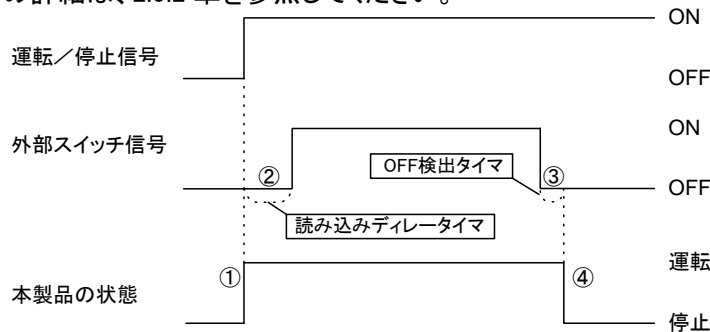 の詳細は、2.3.2 章を参照してください。
ON
運転／停止信号
OFF
ON
外部スイッチ信号
OFF検出タイマ
②
③
OFF
読み込みディレータイマ
運転
①
④
本製品の状態
停止